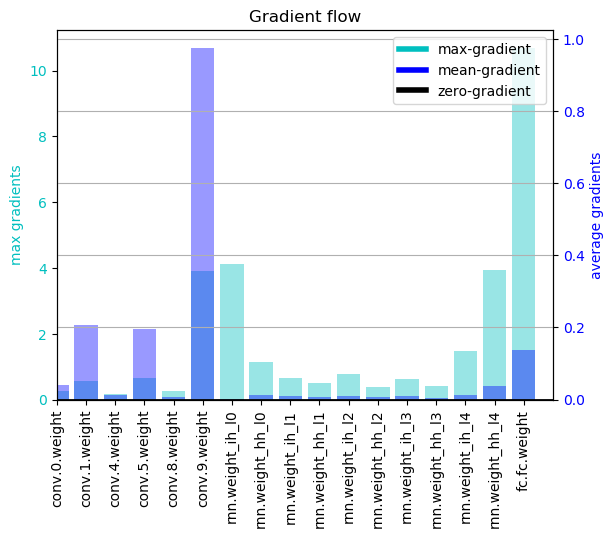 Gradient flow
max-gradient
mean-gradient
zero-gradient
10
8
6
4
2
0
max gradients
1.0
0.8
0.6
0.4
0.2
0.0
average gradients
conv.0.weight
conv.1.weight
conv.4.weight
conv.5.weight
conv.8.weight
conv.9.weight
rnn.weight_ih_l0
rnn.weight_hh_l0
rnn.weight_ih_l1
rnn.weight_hh_l1
rnn.weight_ih_l2
rnn.weight_hh_l2
rnn.weight_ih_l3
rnn.weight_hh_l3
rnn.weight_ih_l4
rnn.weight_hh_l4
fc.fc.weight